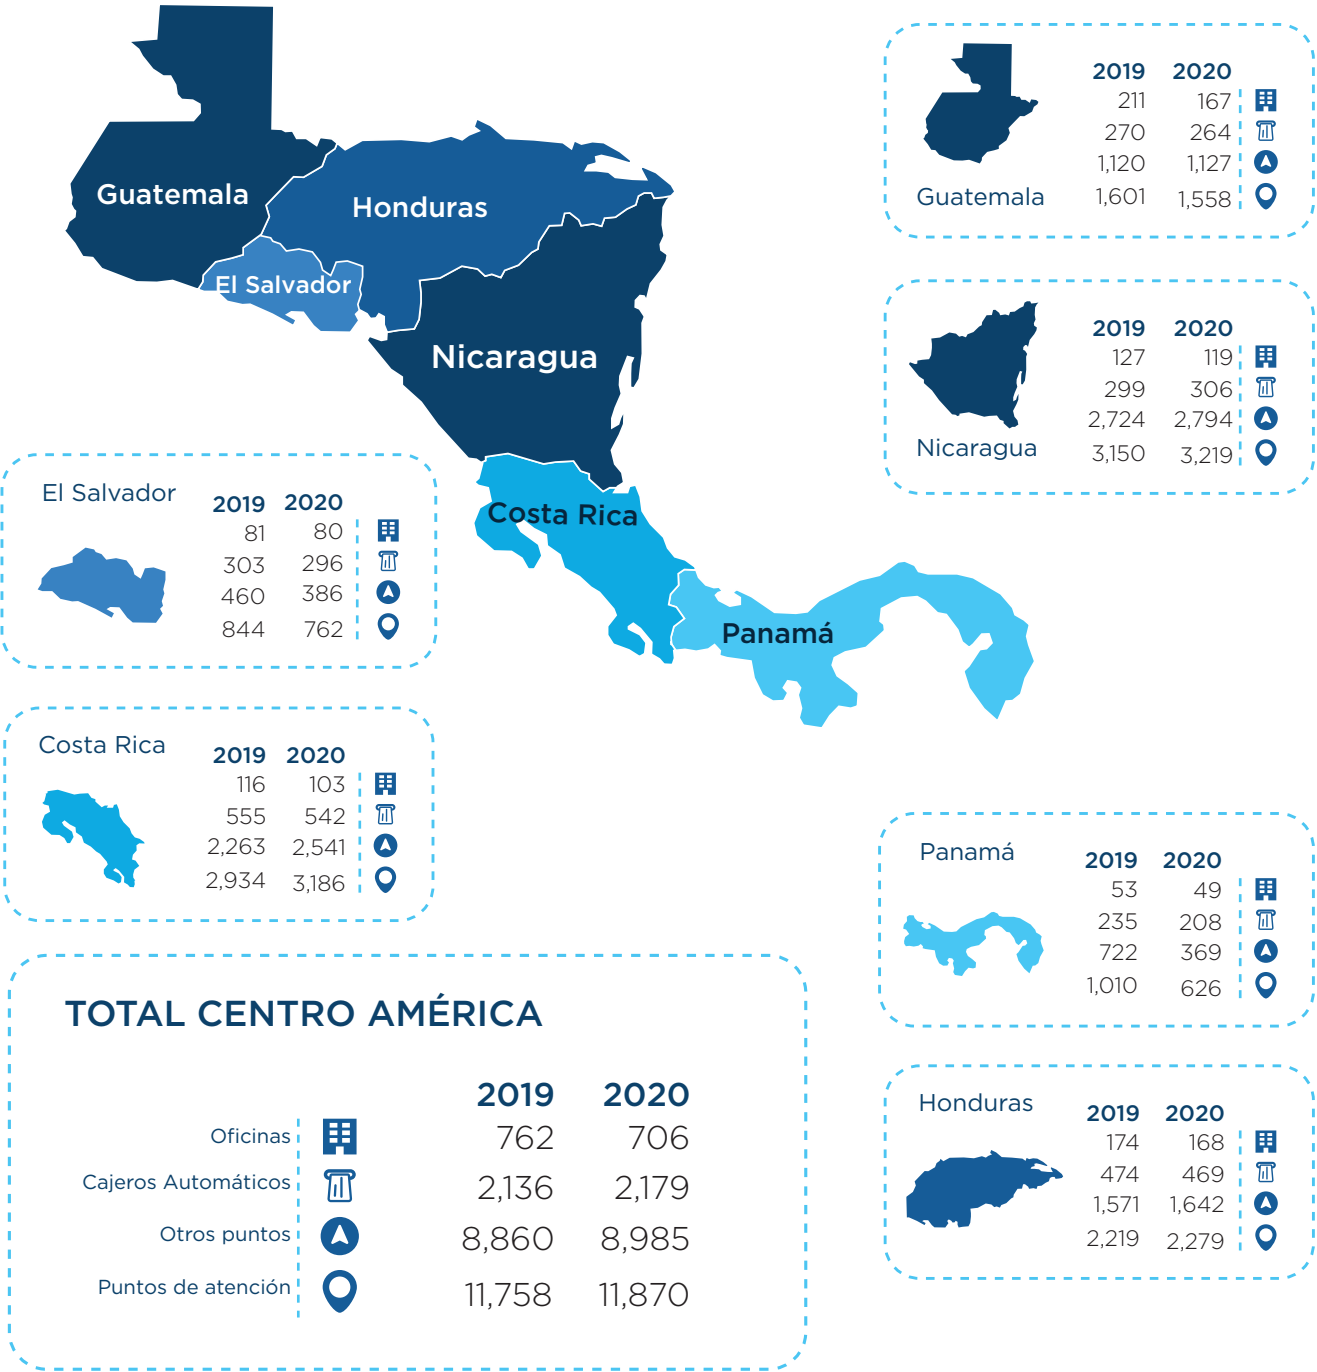 Guatemala
Honduras
El Salvador
Nicaragua
Costa Rica
Panamá
2019 2020
211 167
270 264
1,120 1,127
1,601 1,558
Guatemala
2019 2020
127 119
299 306
2,724 2,794
3,150 3,219
Nicaragua
El Salvador
2019 2020
81 80
303 296
460 386
844 762
Costa Rica
2019 2020
116 103
555 542
2,263 2,541
2,934 3,186
Panamá
2019 2020
53 49
235 208
722 369
1,010 626
Honduras
2019 2020
174 168
474 469
1,571 1,642
2,219 2,279
TOTAL CENTRO AMÉRICA
2019 2020
Oficinas 762 706
Cajeros Automáticos 2,136 2,179
Otros puntos 8,860 8,985
Puntos de atención 11,758 11,870